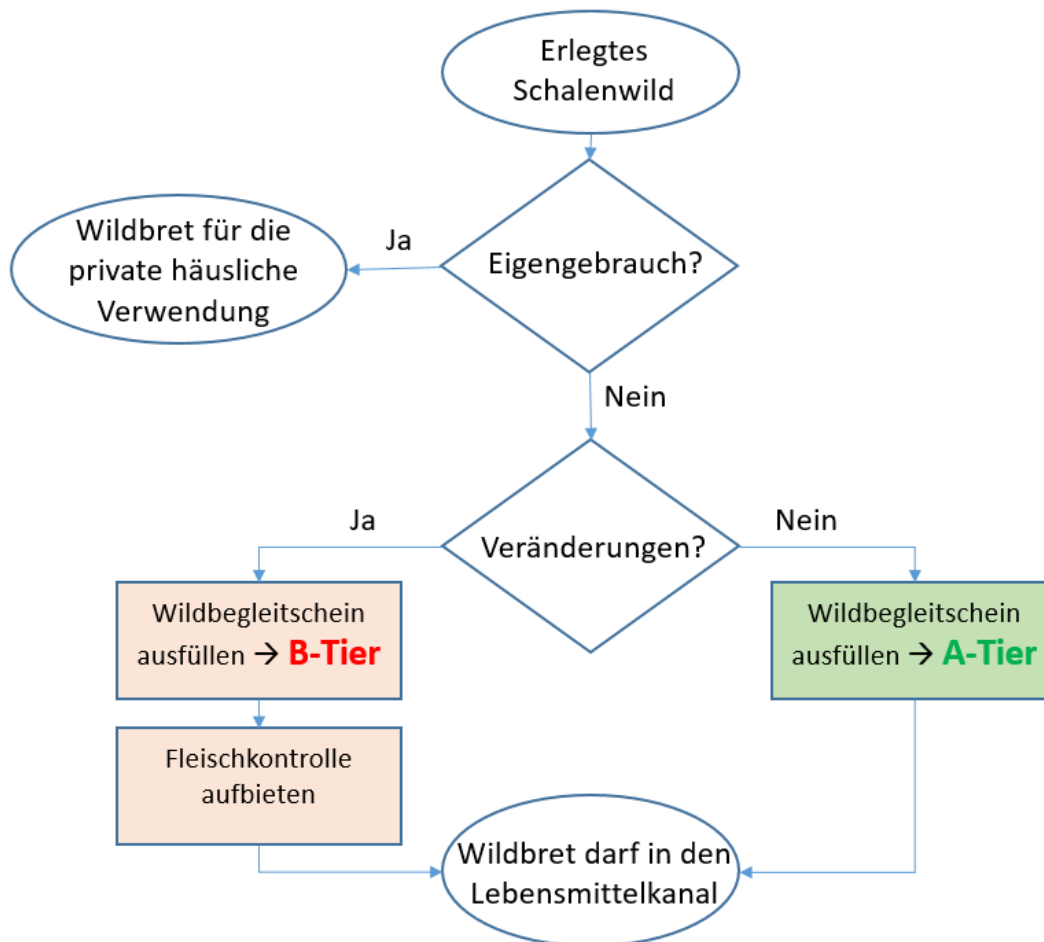 Erlegtes
Schalenwild
Wildbret für die
private häusliche
Verwendung
Ja
Eigengebrauch?
Nein
Ja
Veränderungen?
Nein
Wildbegleitschein
ausfüllen → B-Tier
Wildbegleitschein
ausfüllen → A-Tier
Fleischkontrolle
aufbieten
Wildbret darf in den
Lebensmittelkanal